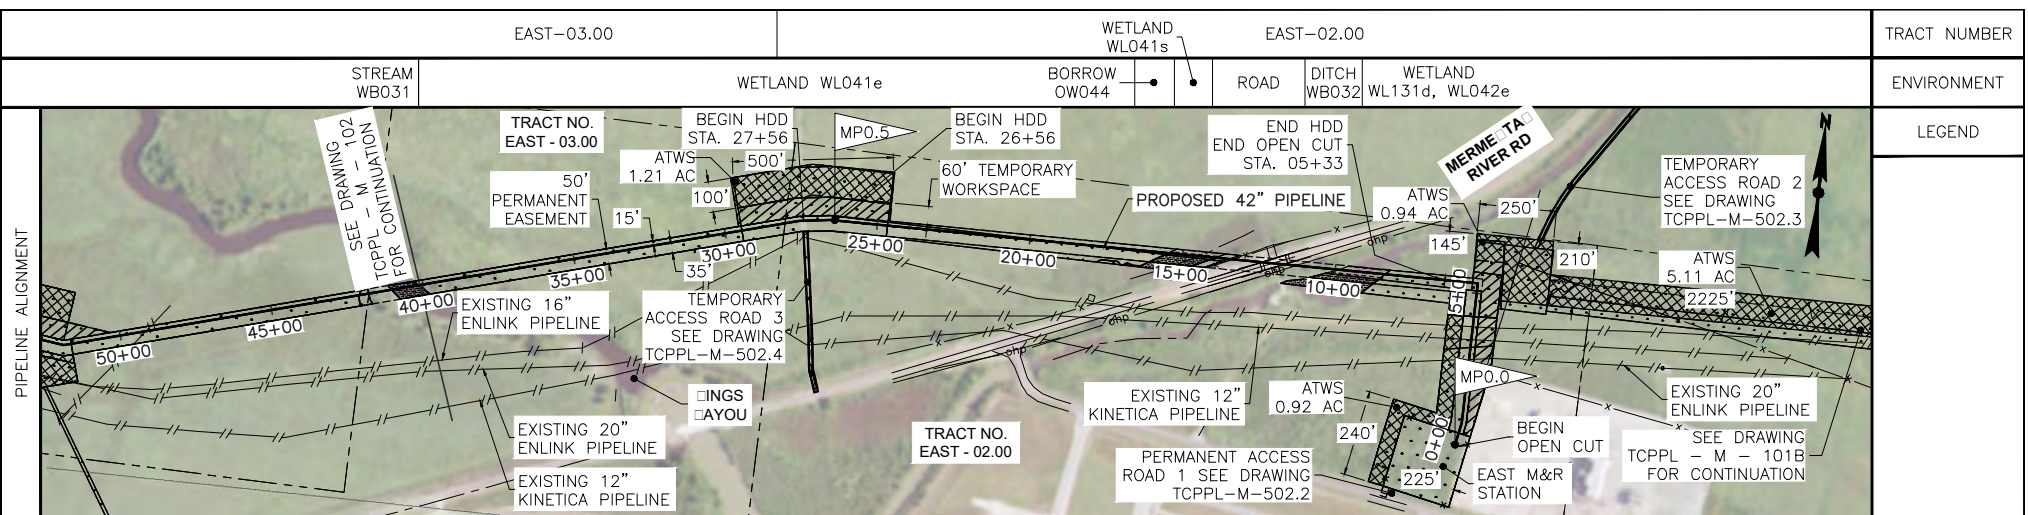 EAST-03.00
WETLAND
WL041s
EAST-02.00
TRACT NUMBER
STREAM
WB031
WETLAND WL041e
BORROW
OW044
ROAD
DITCH
WB032
WETLAND
WL131d, WL042e
ENVIRONMENT
LEGEND
PIPELINE ALIGNMENT
SEE DRAWING
TCPPL - M - 102
FOR CONTINUATION
TRACT NO.
EAST - 03.00
BEGIN HDD
STA. 27+56
MP0.5
BEGIN HDD
STA. 26+56
ATWS
1.21 AC
500'
100'
60' TEMPORARY
WORKSPACE
50'
PERMANENT
EASEMENT
15'
35'
END HDD
END OPEN CUT
STA. 05+33
PROPOSED 42" PIPELINE
ATWS
0.94 AC
RIVER RD
250'
145'
210'
TEMPORARY
ACCESS ROAD 2
SEE DRAWING
TCPPL-M-502.3
N
ATWS
5.11 AC
2225'
50+00
45+00
40+00
35+00
30+00
25+00
20+00
15+00
10+00
5+00
0+00
ohp
ohp
ohp
ohp
EXISTING 16"
ENLINK PIPELINE
TEMPORARY
ACCESS ROAD 3
SEE DRAWING
TCPPL-M-502.4
EXISTING 20"
ENLINK PIPELINE
EXISTING 12"
KINETICA PIPELINE
TRACT NO.
EAST - 02.00
EXISTING 12"
KINETICA PIPELINE
ATWS
0.92 AC
240'
225'
PERMANENT ACCESS
ROAD 1 SEE DRAWING
TCPPL-M-502.2
MP0.0
BEGIN
OPEN CUT
EAST M&R
STATION
EXISTING 20"
ENLINK PIPELINE
SEE DRAWING
TCPPL - M - 101B
FOR CONTINUATION